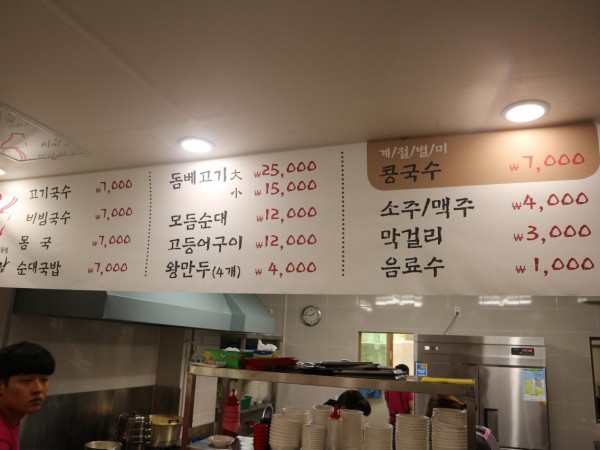 고기국수 ₩7,000
비빔국수 ₩7,000
몸국 ₩7,000
순대국밥 ₩7,000
돔베고기 大 ₩25,000
小 ₩15,000
모듬순대 ₩12,000
고등어구이 ₩12,000
왕만두(4개) ₩4,000
계/절/별/미
콩국수 ₩7,000
소주/맥주 ₩4,000
막걸리 ₩3,000
음료수 ₩1,000